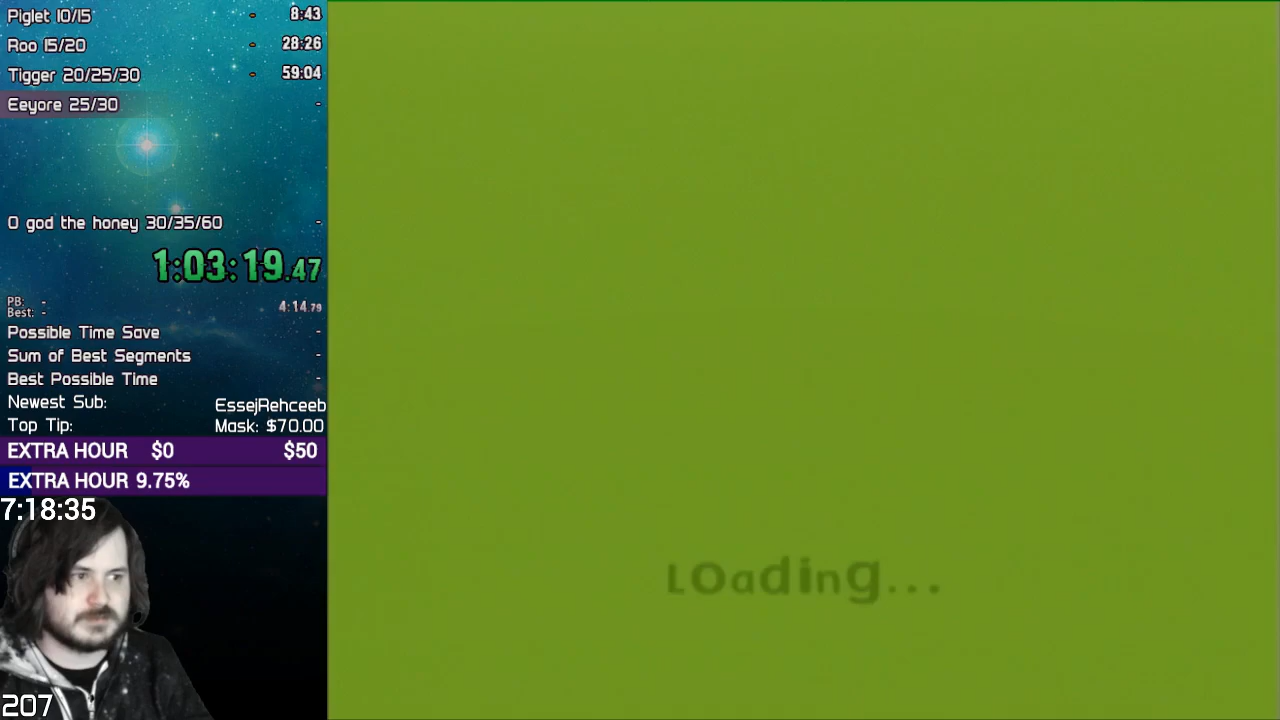 Piglet 10/15 - 8:43
Roo 15/20 - 28:26
Tigger 20/25/30 - 59:04
Eeyore 25/30 -
O god the honey 30/35/60 -
1:03:19.47
PB: - 4:14.79
Best: -
Possible Time Save -
Sum of Best Segments -
Best Possible Time -
Newest Sub: EssejRehceeb
Top Tip: Mask: $70.00
EXTRA HOUR $0 $50
EXTRA HOUR 9.75%
7:18:35
Loading...
207